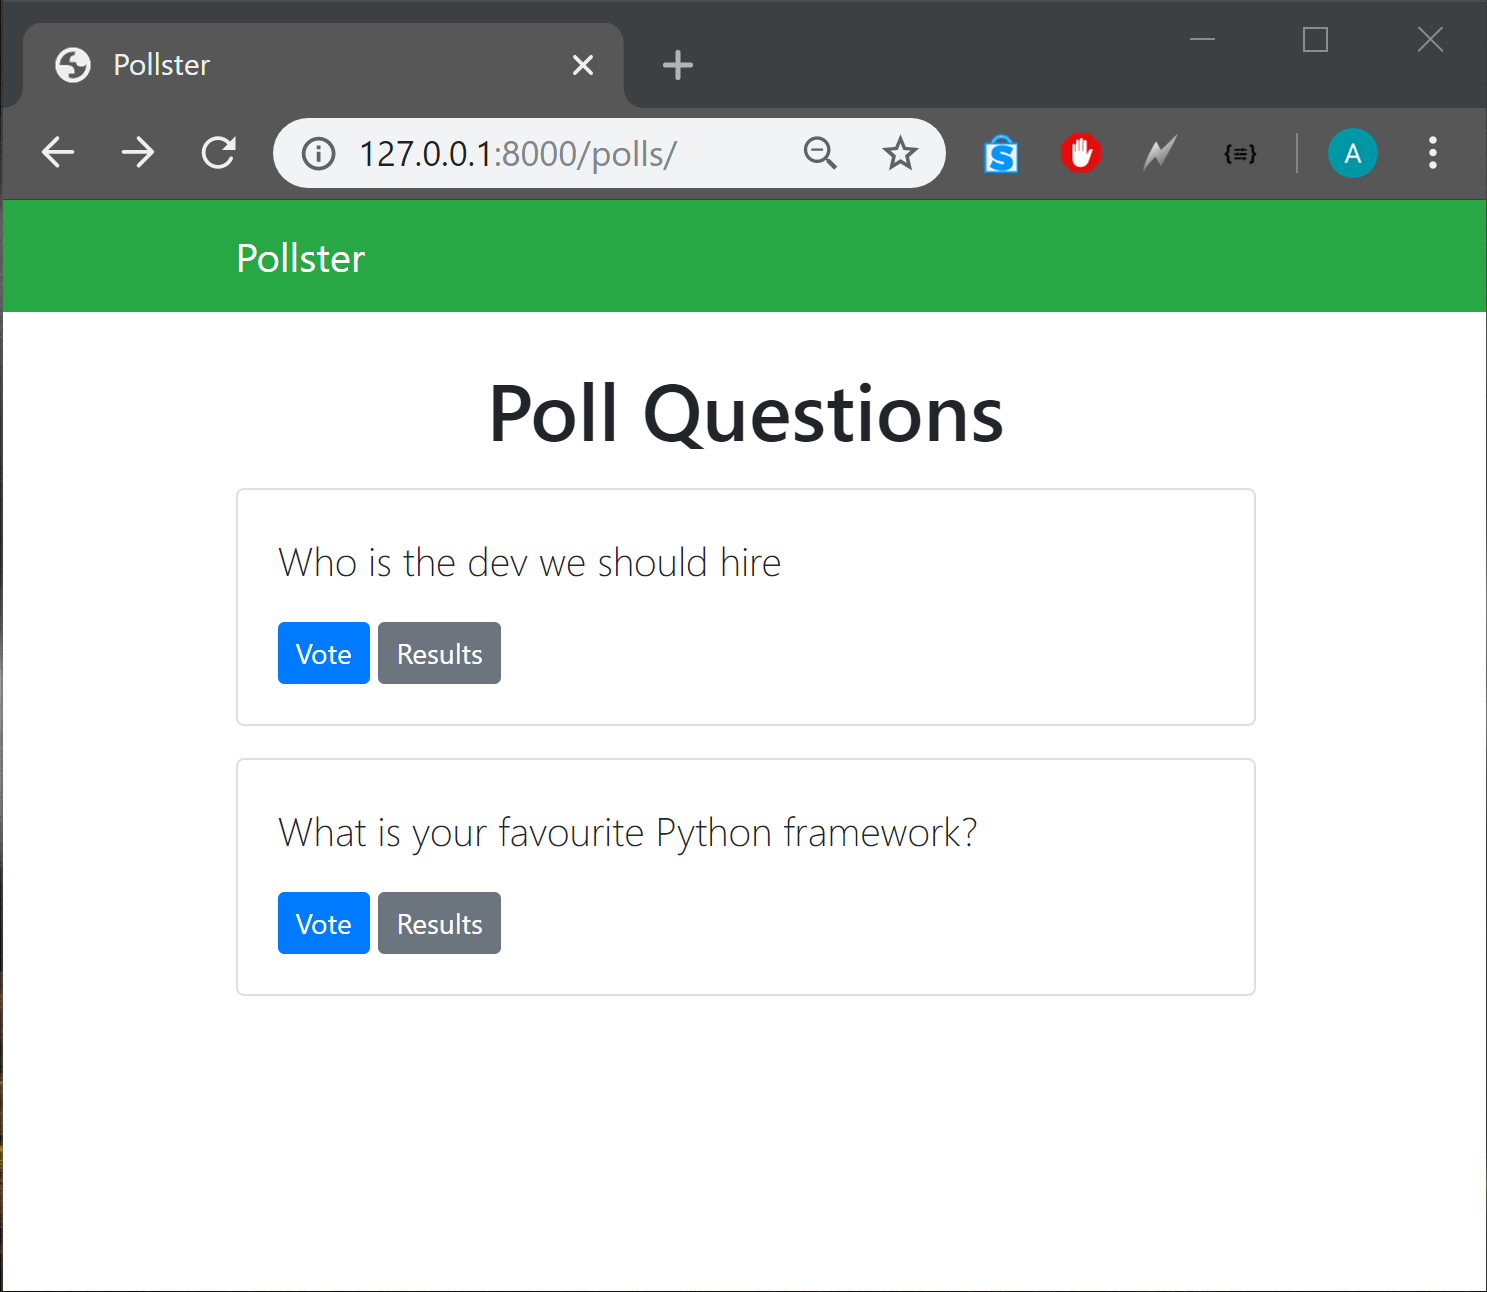 Pollster
127.0.0.1:8000/polls/
A
Pollster
Poll Questions
Who is the dev we should hire
Vote Results
What is your favourite Python framework?
Vote Results